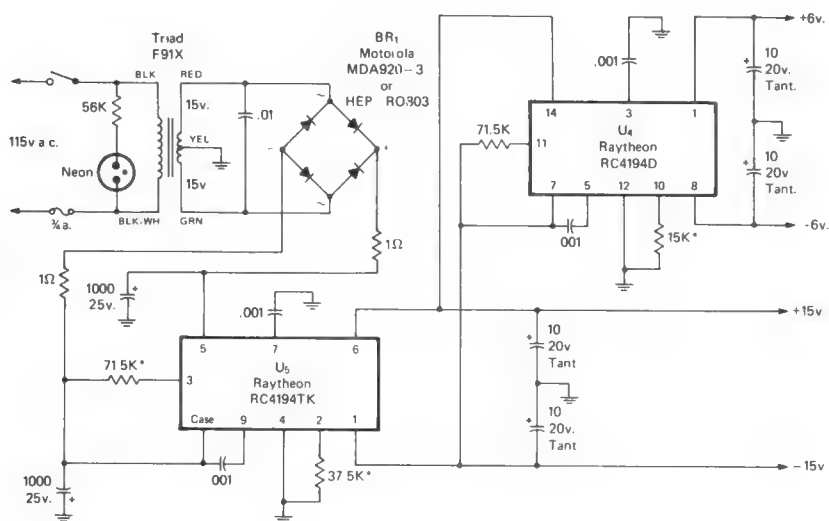 Triad
F91X
BR1
Motorola
MDA920-3
or
HEP RO803
BLK
RED
56K
15v.
.01
YEL
115v a c.
Neon
15v
¾a.
BLK:WH
GRN
~
~
-
+
1Ω
1Ω
1000
25v.
+
.001
5
7
6
U5
Raytheon
RC4194TK
71 5K*
3
Case
9
4
2
1
001
37 5K*
1000
25v.
+
+6v.
.001
14
3
1
U4
Raytheon
RC4194D
71.5K
11
7
5
12
10
8
001
15K*
+
10
20v.
Tant.
+
10
20v
Tant.
-6v.
+15v
+
10
20v
Tant
+
10
20v
Tant
-15v